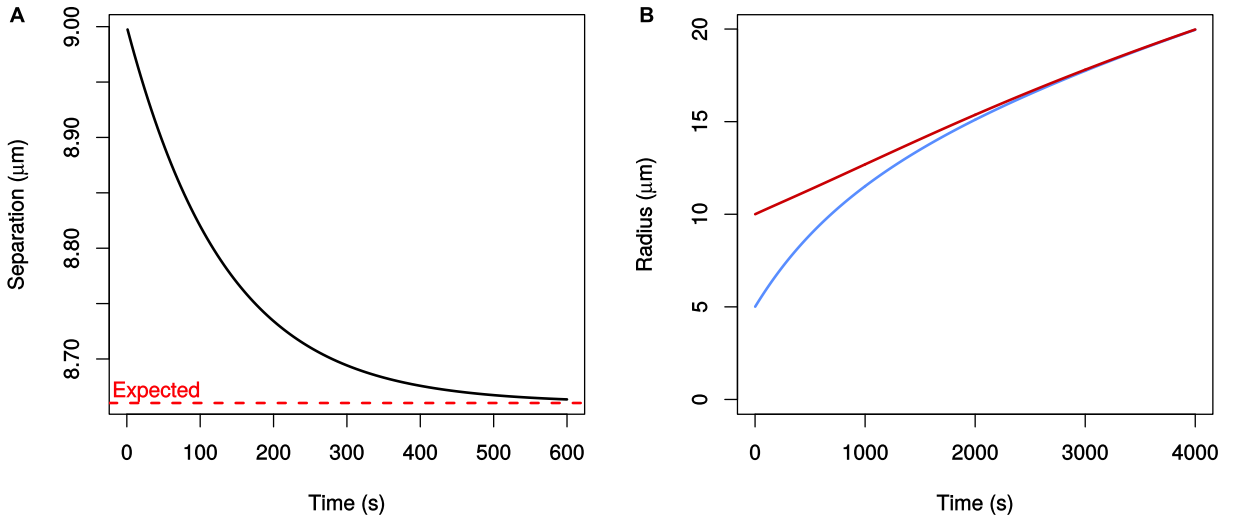 A
Separation (μm)
9.00
8.90
8.80
8.70
Expected
0 100 200 300 400 500 600
Time (s)
B
Radius (μm)
20
15
10
5
0
0 1000 2000 3000 4000
Time (s)